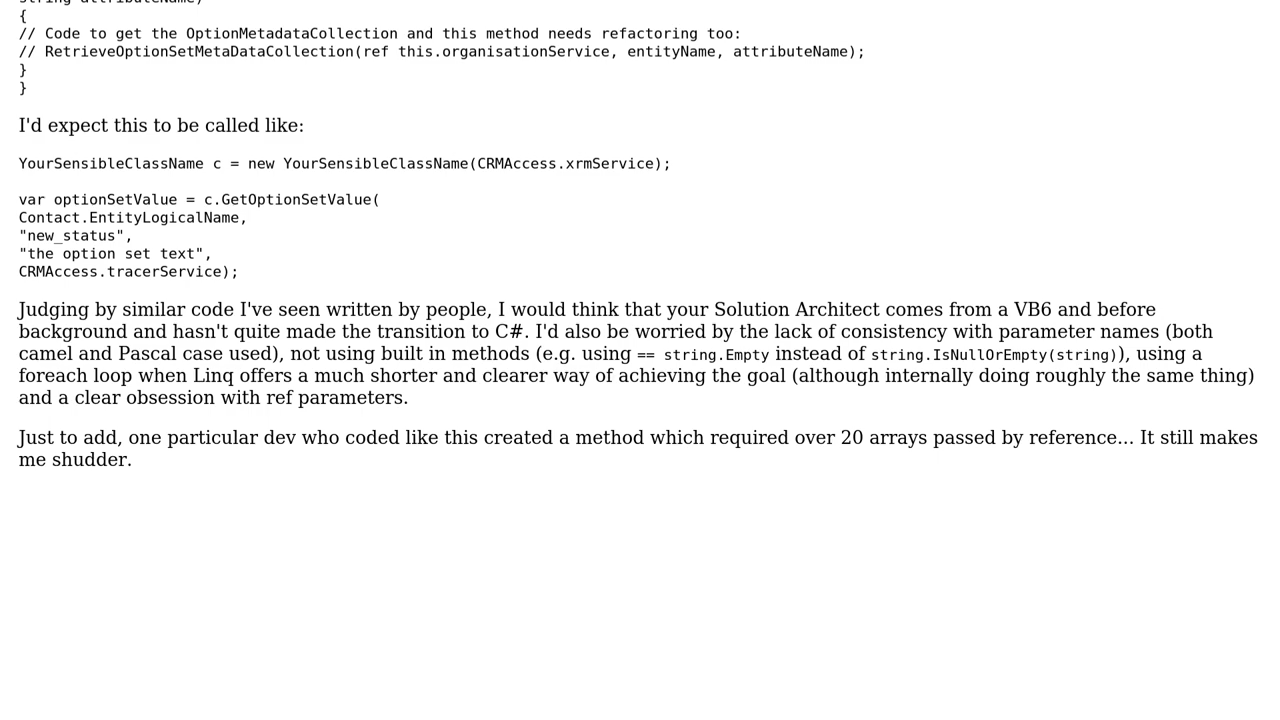 string attributeName)
{
// Code to get the OptionMetadataCollection and this method needs refactoring too:
// RetrieveOptionSetMetaDataCollection(ref this.organisationService, entityName, attributeName);
}
}
I'd expect this to be called like:
YourSensibleClassName c = new YourSensibleClassName(CRMAccess.xrmService);
var optionSetValue = c.GetOptionSetValue(
Contact.EntityLogicalName,
"new_status",
"the option set text",
CRMAccess.tracerService);
Judging by similar code I've seen written by people, I would think that your Solution Architect comes from a VB6 and before
background and hasn't quite made the transition to C#. I'd also be worried by the lack of consistency with parameter names (both
camel and Pascal case used), not using built in methods (e.g. using == string.Empty instead of string.IsNullOrEmpty(string)), using a
foreach loop when Linq offers a much shorter and clearer way of achieving the goal (although internally doing roughly the same thing)
and a clear obsession with ref parameters.
Just to add, one particular dev who coded like this created a method which required over 20 arrays passed by reference... It still makes
me shudder.